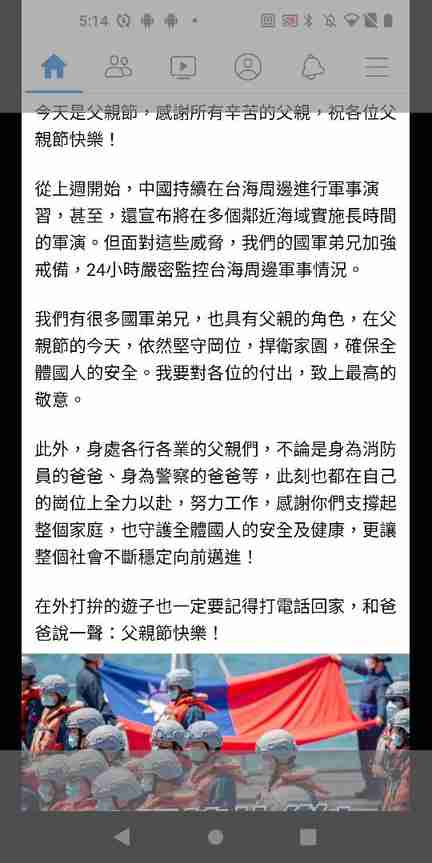 5:14
今天是父親節，感謝所有辛苦的父親，祝各位父
親節快樂！
從上週開始，中國持續在台海周邊進行軍事演
習，甚至，還宣布將在多個鄰近海域實施長時間
的軍演。但面對這些威脅，我們的國軍弟兄加強
戒備，24小時嚴密監控台海周邊軍事情況。
我們有很多國軍弟兄，也具有父親的角色，在父
親節的今天，依然堅守岡位，捍衛家園，確保全
體國人的安全。我要對各位的付出，致上最高的
敬意。
此外，身處各行各業的父親們，不論是身為消防
員的爸爸、身為警察的爸爸等，此刻也都在自己
的崗位上全力以赴，努力工作，感謝你們支撐起
整個家庭，也守護全體國人的安全及健康，更讓
整個社會不斷穩定向前邁進！
在外打拚的遊子也一定要記得打電話回家，和爸
爸說一聲：父親節快樂！